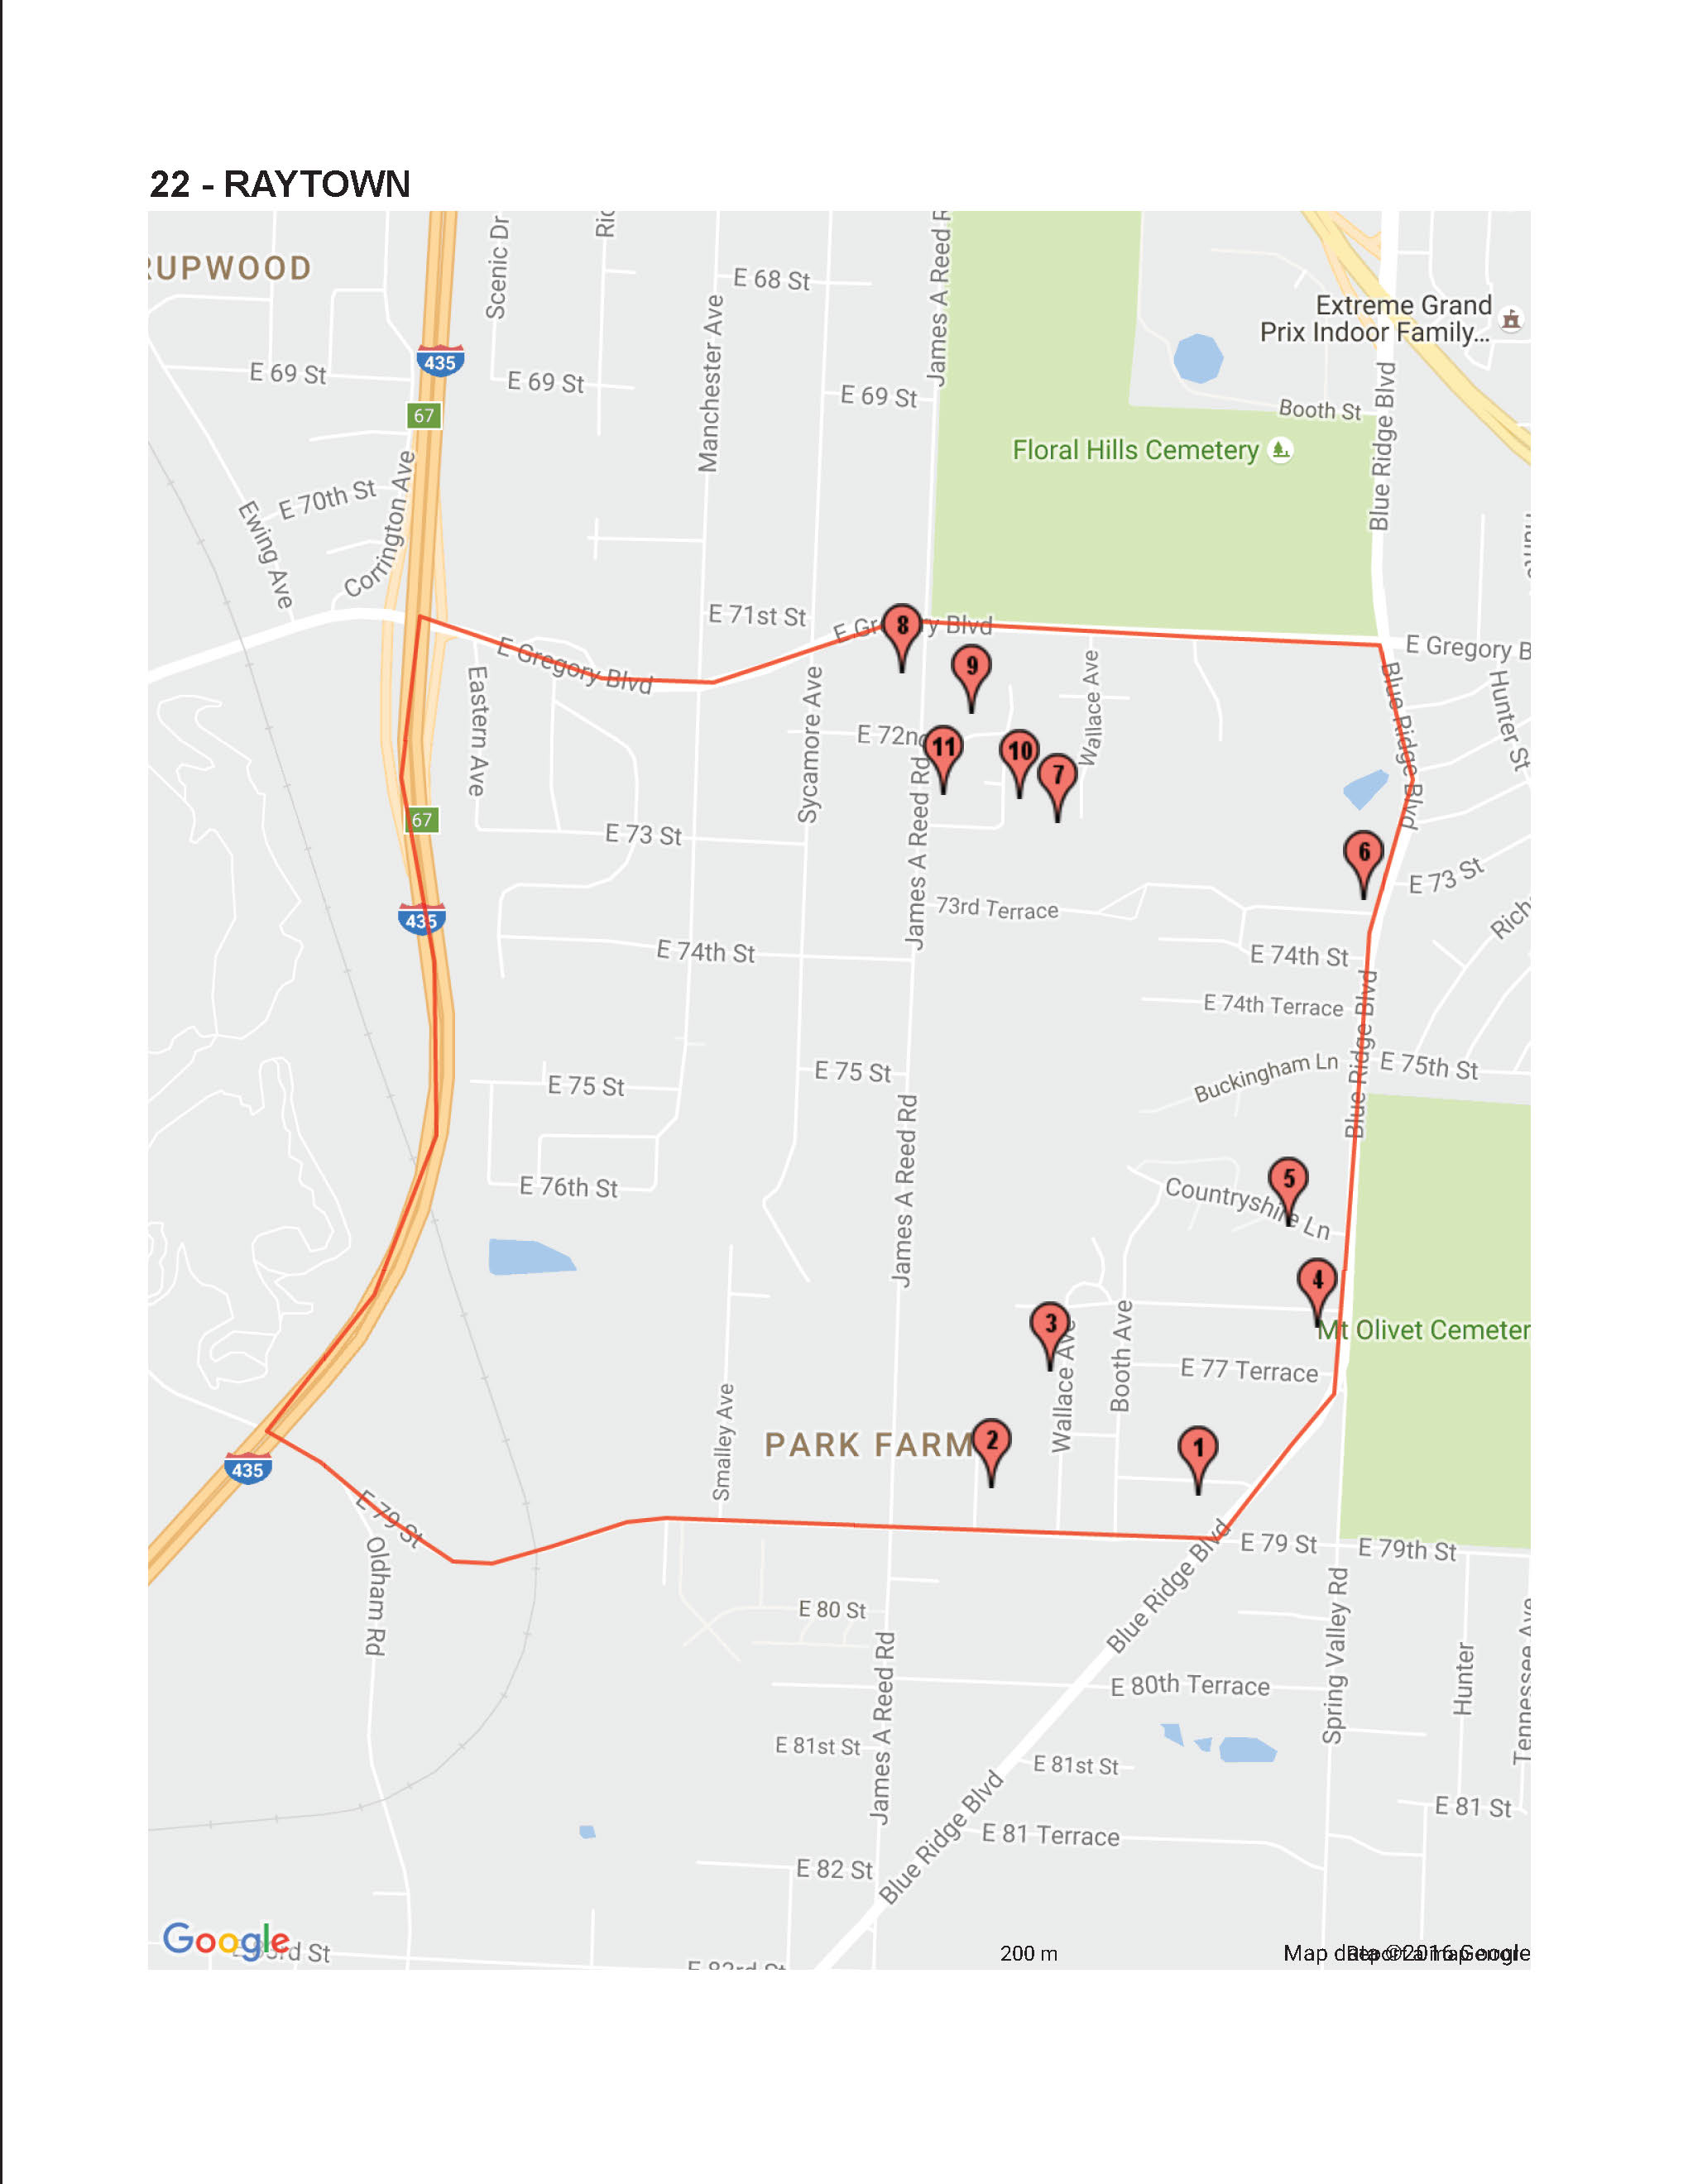 22 - RAYTOWN
RUPWOOD
Scenic Dr
E 68 St
James A Reed R
Manchester Ave
Extreme Grand
Prix Indoor Family...
435
E 69 St
E 69 St
E 69 St
67
Booth St
Blue Ridge Blvd
Floral Hills Cemetery
E 70th St
Corrington Ave
Ewing Ave
E 71st St
E Gregory Blvd
8
E Gregory B
E Gregory Blvd
9
Wallace Ave
Blue Ridge Blvd
Hunter St
Eastern Ave
Sycamore Ave
E 72nd
11
10
7
James A Reed Rd
67
E 73 St
6
E 73 St
435
73rd Terrace
Rich
E 74th St
E 74th St
E 74th Terrace
Blue Ridge Blvd
E 75 St
E 75 St
Buckingham Ln
E 75th St
James A Reed Rd
E 76th St
5
Countryshire Ln
4
3
Mt Olivet Cemeter
Wallace Ave
Booth Ave
E 77 Terrace
Smalley Ave
PARK FARM
2
1
435
E 79 St
E 79 St
E 79th St
Oldham Rd
Blue Ridge Blvd
Spring Valley Rd
E 80 St
James A Reed Rd
E 80th Terrace
Hunter
Tennessee Ave
E 81st St
E 81st St
Blue Ridge Blvd
E 81 St
E 81 Terrace
E 82 St
Google
rd St
E 83rd St
200 m
Map data ©2016 Google